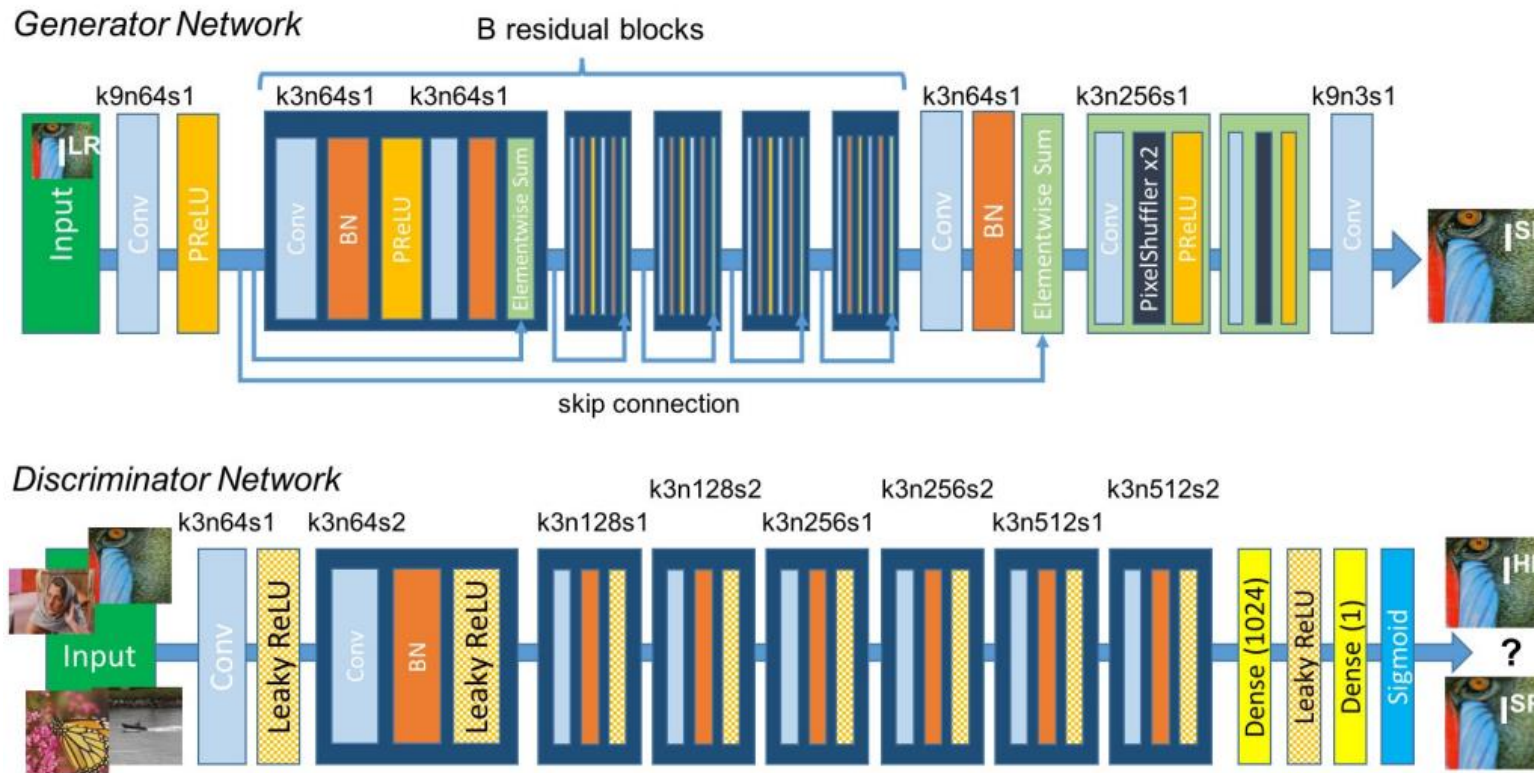 Generator Network
B residual blocks
k9n64s1
k3n64s1
k3n64s1
k3n64s1
k3n256s1
k9n3s1
I^LR
Input
Conv
PReLU
Conv
BN
PReLU
Elementwise Sum
Conv
BN
Elementwise Sum
Conv
PixelShuffler x2
PReLU
Conv
I^S
skip connection
Discriminator Network
k3n64s1
k3n64s2
k3n128s1
k3n128s2
k3n256s1
k3n256s2
k3n512s1
k3n512s2
Input
Conv
Leaky ReLU
Conv
BN
Leaky ReLU
Dense (1024)
Leaky ReLU
Dense (1)
Sigmoid
I^H
?
I^S